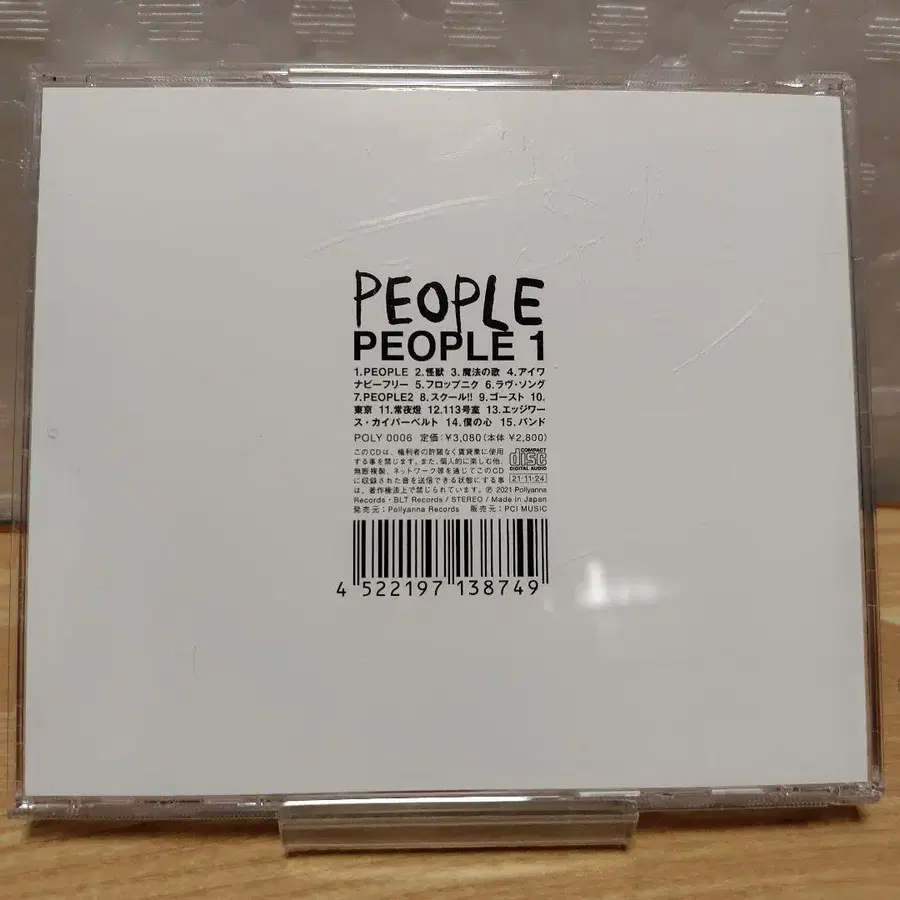 PEOPLE
PEOPLE 1
1.PEOPLE 2.怪獣 3.魔法の歌 4.アイワ
ナビーフリー 5.フロップニク 6.ラヴ・ソング
7.PEOPLE2 8.スクール!! 9.ゴースト 10.
東京 11.常夜燈 12.113号室 13.エッジワー
ス・カイパーベルト 14.僕の心 15.バンド
POLY 0006 定価:¥3,080(本体 ¥2,800)
このCDは、権利者の許諾なく賃貸業に使用
する事を禁じます。また、個人的に楽しむ他、
無断複製、ネットワーク等を通じてこのCD
に収録された音を送信できる状態にする事
は、著作権法上で禁じられています。℗ 2021 Pollyanna
Records・BLT Records / STEREO / Made in Japan
発売元:Pollyanna Records 販売元:PCI MUSIC
COMPACT
disc
DIGITAL AUDIO
21·11·24
4 522197 138749